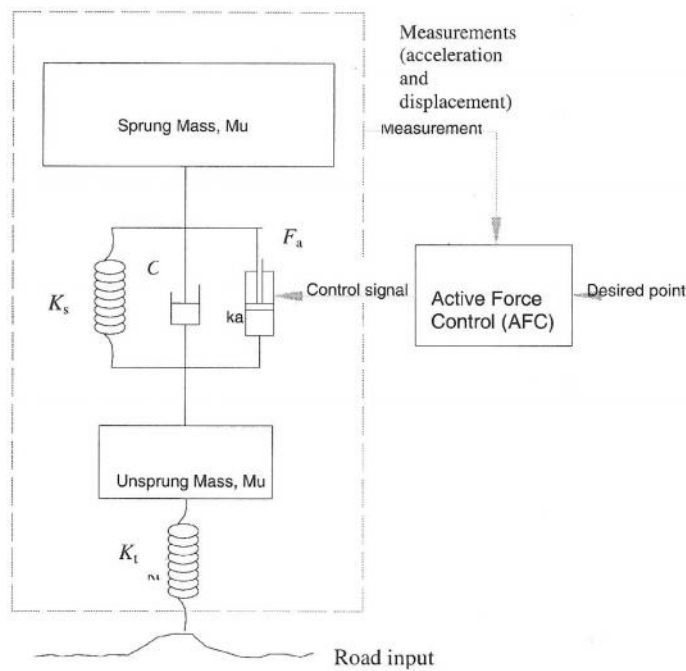 Measurements
(acceleration
and
displacement)
Measurement
Sprung Mass, Mu
F a
C
K s
ka
Control signal
Active Force
Control (AFC)
Desired point
Unsprung Mass, Mu
K t
Road input